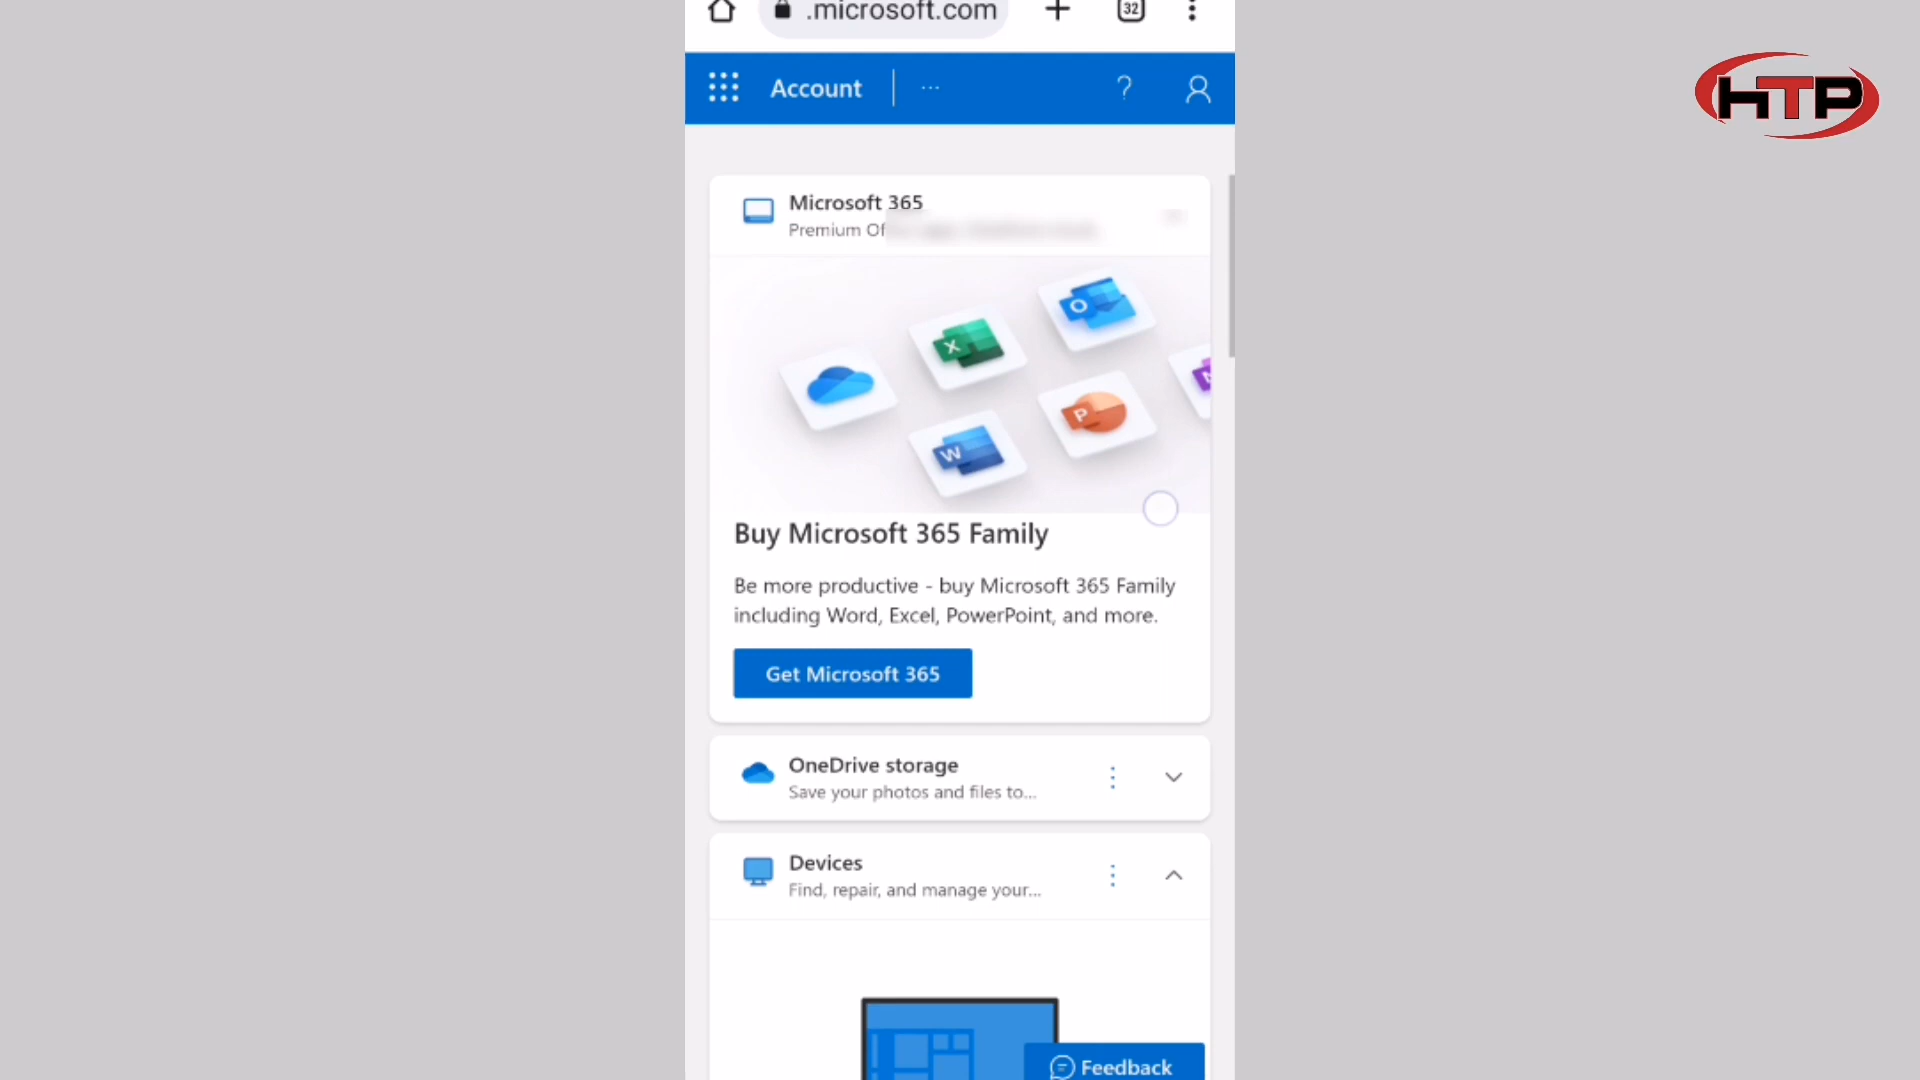 .microsoft.com
32
HTP
Account
...
?
Microsoft 365
Premium Of
O
X
N
P
W
Buy Microsoft 365 Family
Be more productive - buy Microsoft 365 Family
including Word, Excel, PowerPoint, and more.
Get Microsoft 365
OneDrive storage
Save your photos and files to...
Devices
Find, repair, and manage your...
Feedback